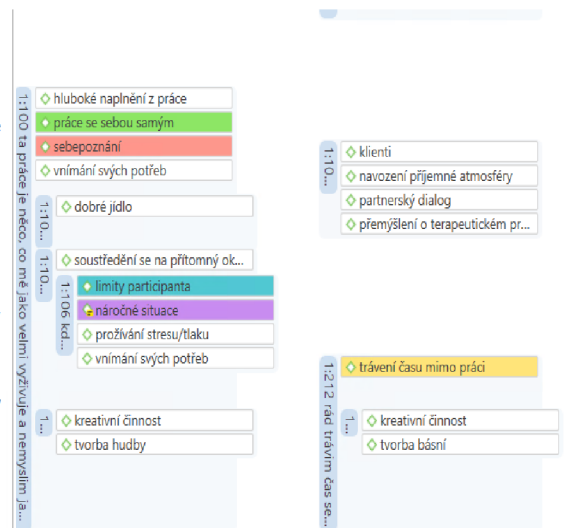 1:100 ta práce je něco, co mě jako velmi vyživuje a nemyslím ja...
hluboké naplnění z práce
práce se sebou samým
sebepoznání
vnímání svých potřeb
1:10...
dobré jídlo
1:10...
soustředění se na přítomný ok...
1:106 kd...
limity participanta
náročné situace
prožívání stresu/tlaku
vnímání svých potřeb
1...
kreativní činnost
tvorba hudby
1:10...
klienti
navození příjemné atmosféry
partnerský dialog
přemýšlení o terapeutickém pr...
1:212 rád trávím čas se...
trávení času mimo práci
1...
kreativní činnost
tvorba básní